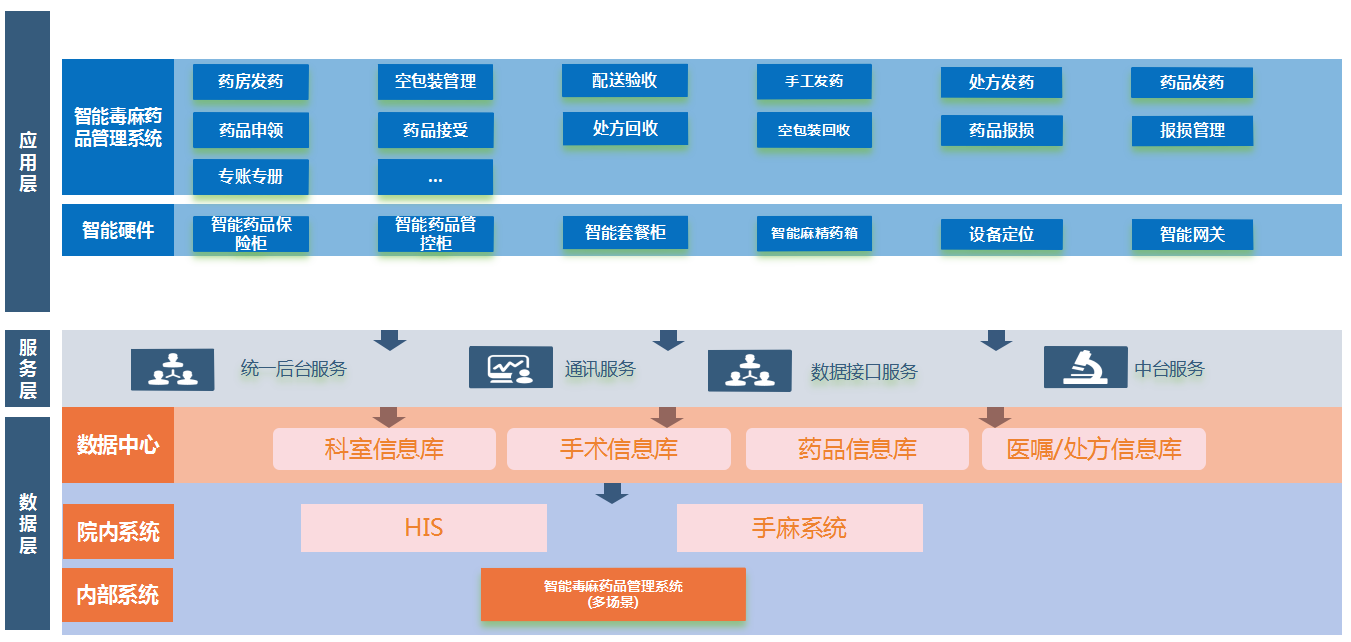 应用层
智能毒麻药
品管理系统
药房发药
空包装管理
配送验收
手工发药
处方发药
药品发药
药品申领
药品接受
处方回收
空包装回收
药品报损
报损管理
专账专册
...
智能硬件
智能药品保
险柜
智能药品管
控柜
智能套餐柜
智能麻精药箱
设备定位
智能网关
服务层
统一后台服务
通讯服务
数据接口服务
中台服务
数据层
数据中心
科室信息库
手术信息库
药品信息库
医嘱/处方信息库
院内系统
HIS
手麻系统
内部系统
智能毒麻药品管理系统
(多场景)